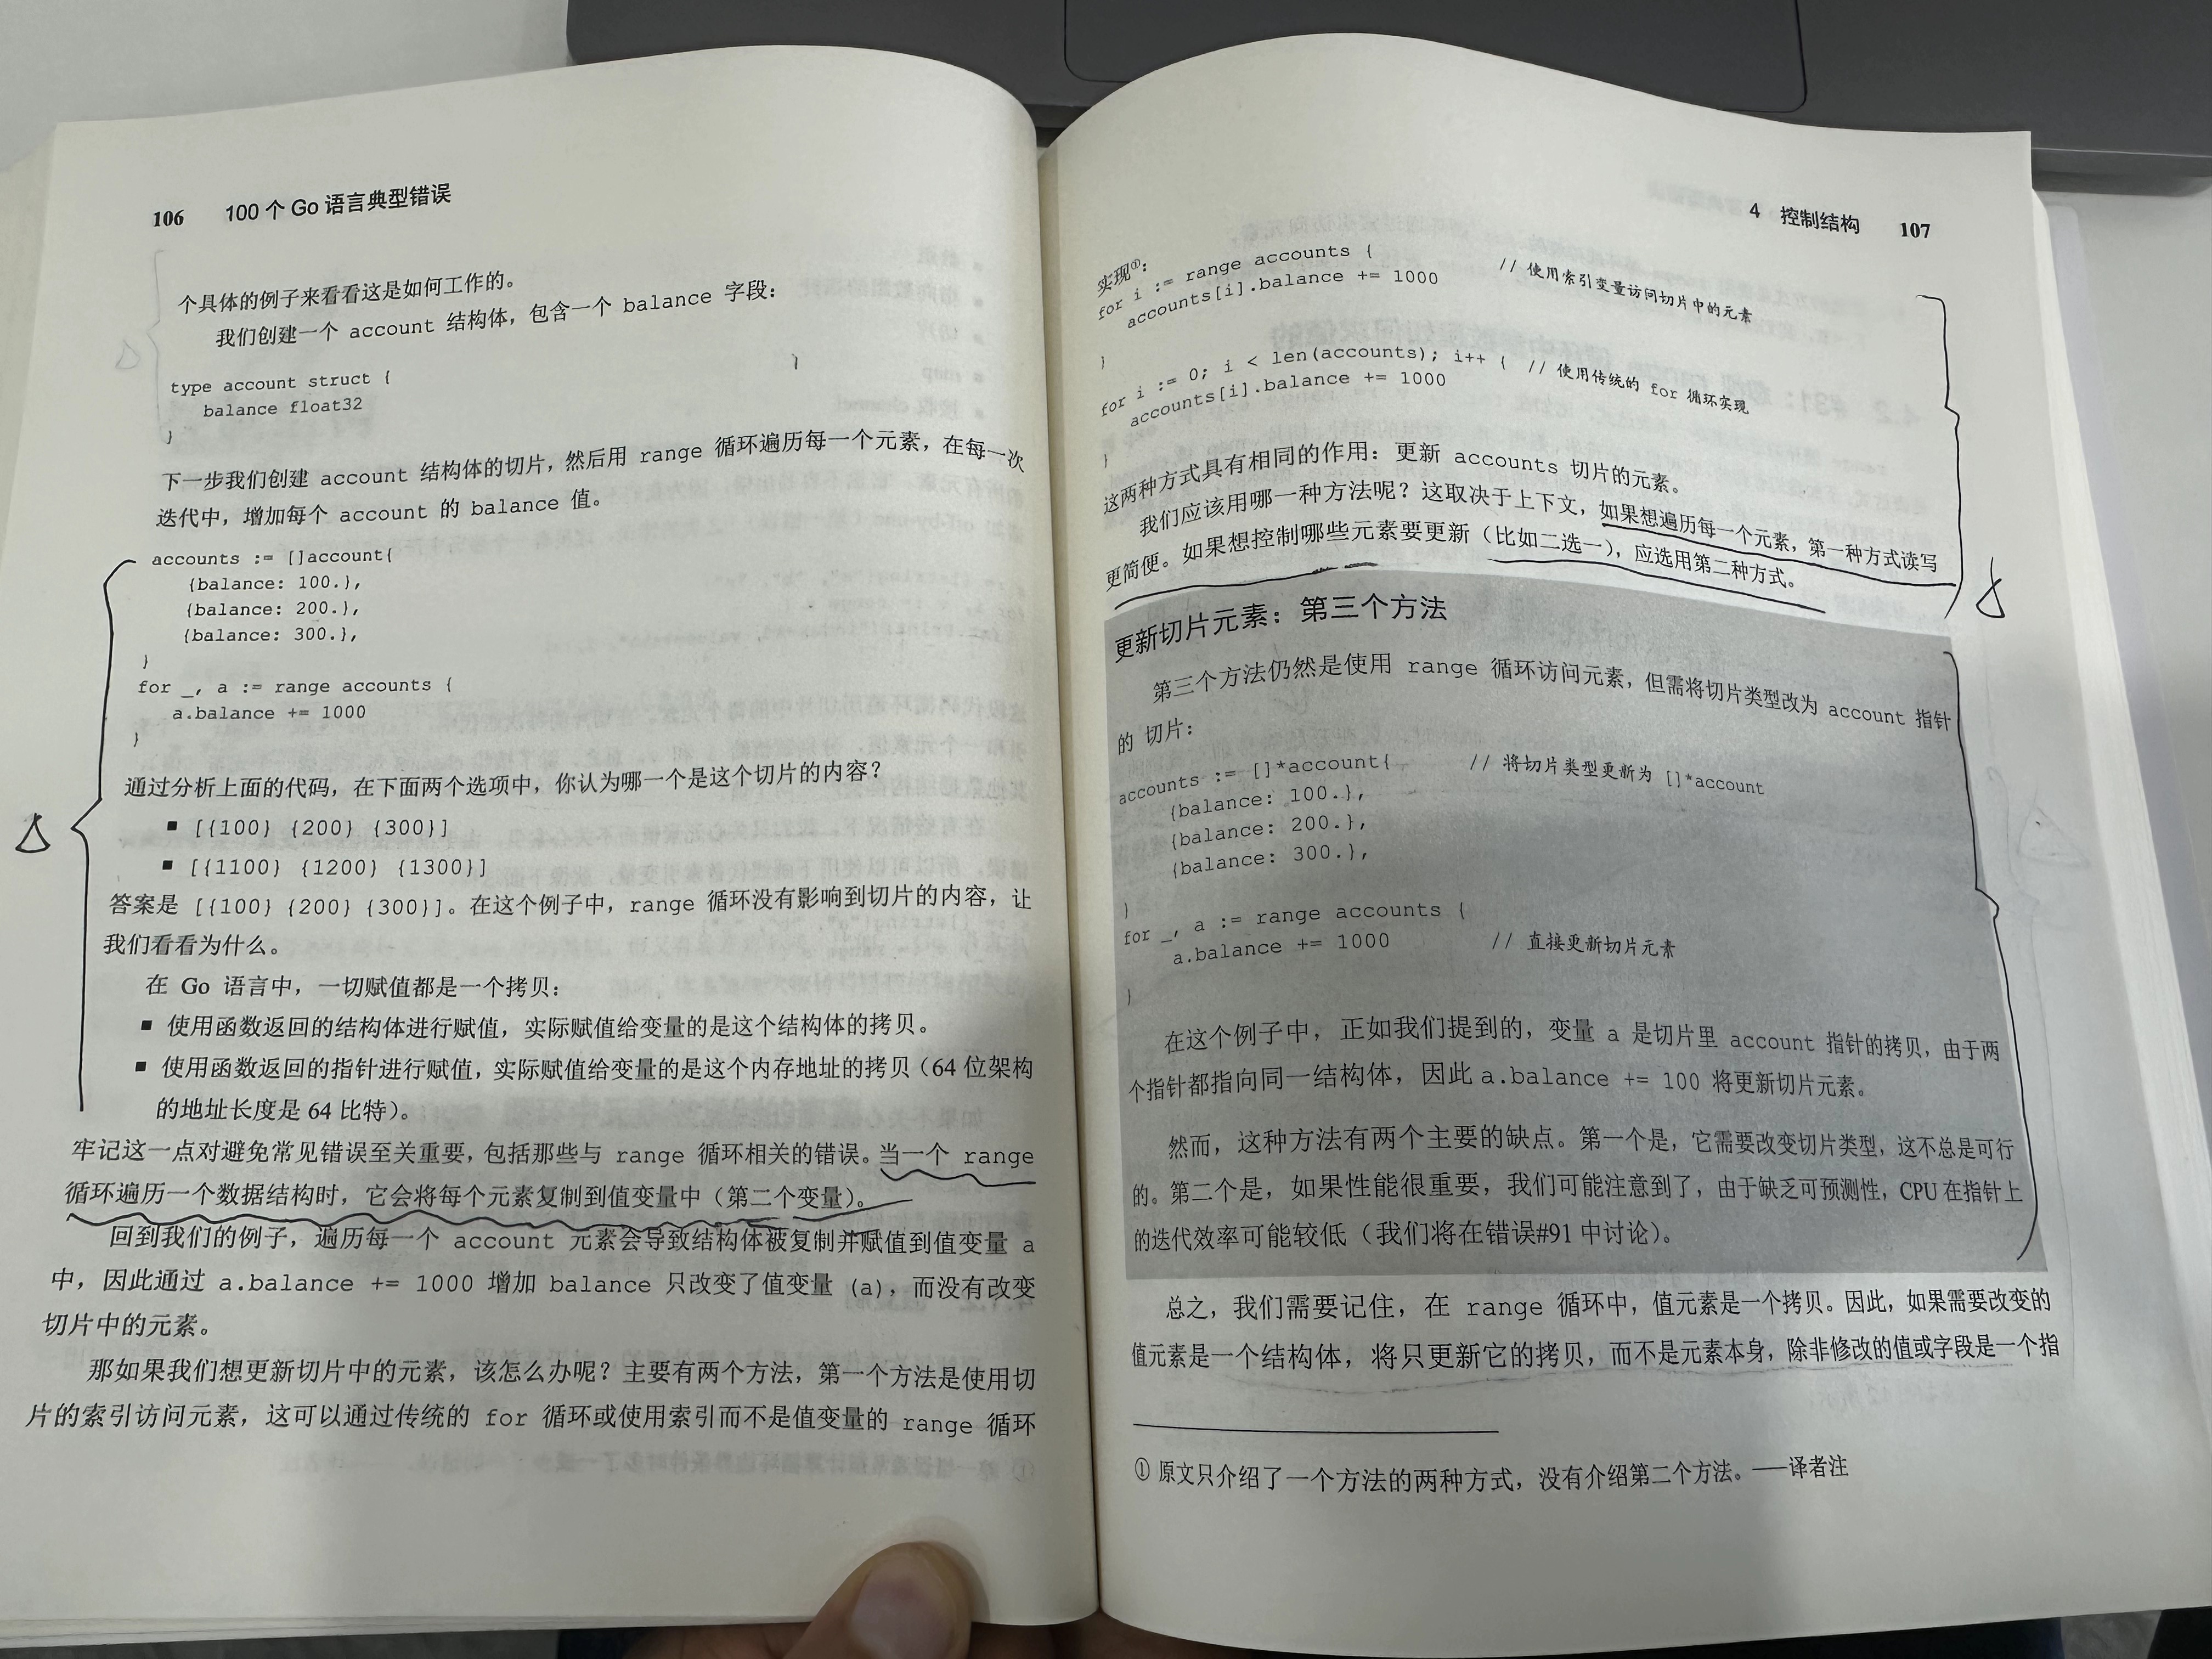 106 100 个 Go 语言典型错误
个具体的例子来看看这是如何工作的。
我们创建一个 account 结构体，包含一个 balance 字段：
type account struct {
balance float32
}
下一步我们创建 account 结构体的切片，然后用 range 循环遍历每一个元素，在每一次
迭代中，增加每个 account 的 balance 值。
accounts := []account{
{balance: 100.},
{balance: 200.},
{balance: 300.},
}
for _, a := range accounts {
a.balance += 1000
}
通过分析上面的代码，在下面两个选项中，你认为哪一个是这个切片的内容？
■ [{100} {200} {300}]
■ [{1100} {1200} {1300}]
答案是 [{100} {200} {300}]。在这个例子中，range 循环没有影响到切片的内容，让
我们看看为什么。
在 Go 语言中，一切赋值都是一个拷贝：
■ 使用函数返回的结构体进行赋值，实际赋值给变量的是这个结构体的拷贝。
■ 使用函数返回的指针进行赋值，实际赋值给变量的是这个内存地址的拷贝（64 位架构
的地址长度是 64 比特）。
牢记这一点对避免常见错误至关重要，包括那些与 range 循环相关的错误。当一个 range
循环遍历一个数据结构时，它会将每个元素复制到值变量中（第二个变量）。
回到我们的例子，遍历每一个 account 元素会导致结构体被复制并赋值到值变量 a
中，因此通过 a.balance += 1000 增加 balance 只改变了值变量 (a)，而没有改变
切片中的元素。
那如果我们想更新切片中的元素，该怎么办呢？主要有两个方法，第一个方法是使用切
片的索引访问元素，这可以通过传统的 for 循环或使用索引而不是值变量的 range 循环
4 控制结构 107
实现①：
for i := range accounts { // 使用索引变量访问切片中的元素
accounts[i].balance += 1000
}
for i := 0; i < len(accounts); i++ { // 使用传统的 for 循环实现
accounts[i].balance += 1000
}
这两种方式具有相同的作用：更新 accounts 切片的元素。
我们应该用哪一种方法呢？这取决于上下文，如果想遍历每一个元素，第一种方式读写
更简便。如果想控制哪些元素要更新（比如二选一），应选用第二种方式。
更新切片元素：第三个方法
第三个方法仍然是使用 range 循环访问元素，但需将切片类型改为 account 指针
的 切片：
accounts := []*account{ // 将切片类型更新为 []*account
{balance: 100.},
{balance: 200.},
{balance: 300.},
}
for _, a := range accounts {
a.balance += 1000 // 直接更新切片元素
}
在这个例子中，正如我们提到的，变量 a 是切片里 account 指针的拷贝，由于两
个指针都指向同一结构体，因此 a.balance += 100 将更新切片元素。
然而，这种方法有两个主要的缺点。第一个是，它需要改变切片类型，这不总是可行
的。第二个是，如果性能很重要，我们可能注意到了，由于缺乏可预测性，CPU 在指针上
的迭代效率可能较低（我们将在错误#91 中讨论）。
总之，我们需要记住，在 range 循环中，值元素是一个拷贝。因此，如果需要改变的
值元素是一个结构体，将只更新它的拷贝，而不是元素本身，除非修改的值或字段是一个指
① 原文只介绍了一个方法的两种方式，没有介绍第二个方法。——译者注